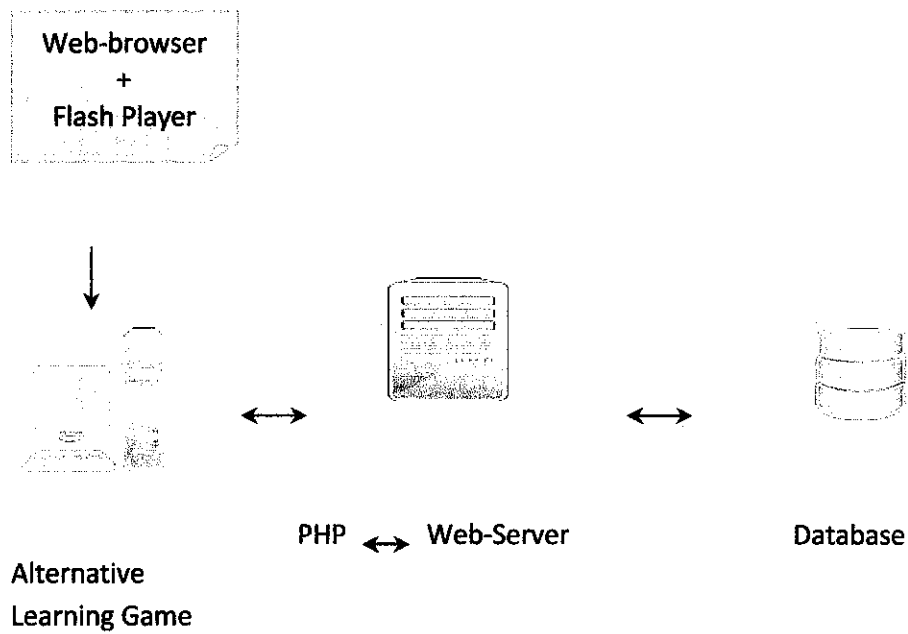 Web-browser
+
Flash Player
PHP Web-Server
Database
Alternative
Learning Game